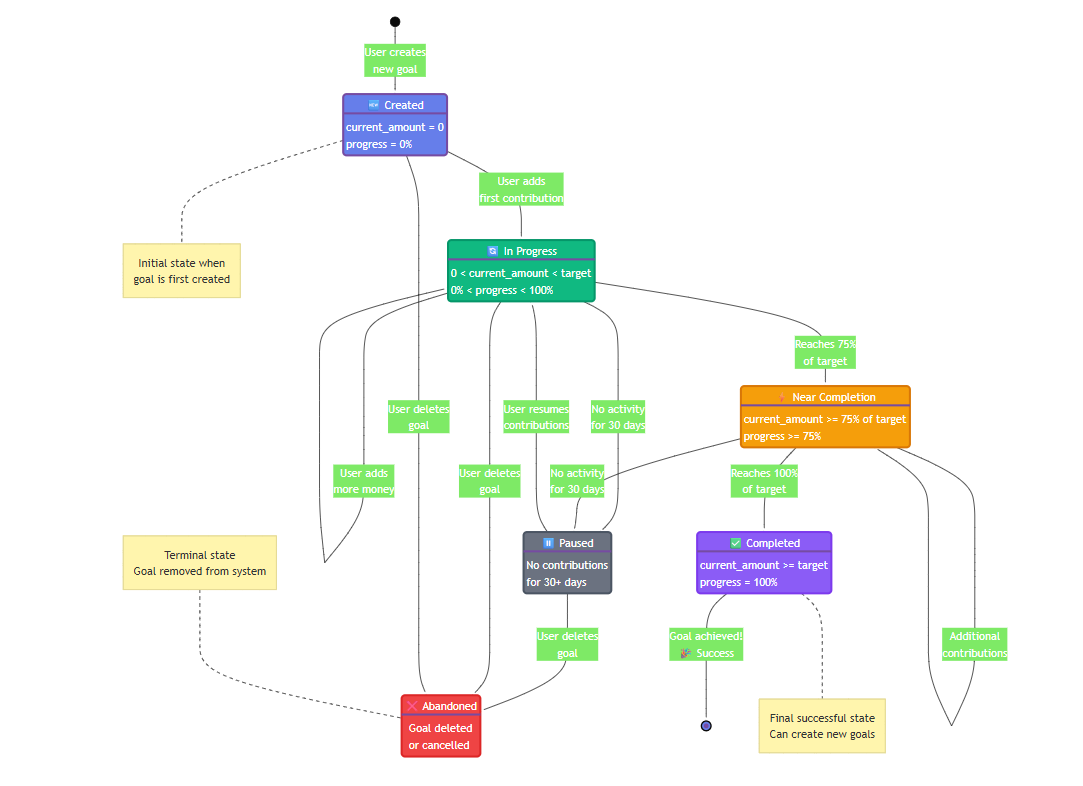 User creates
new goal
🆕 Created
current_amount = 0
progress = 0%
User adds
first contribution
Initial state when
goal is first created
🔄 In Progress
0 < current_amount < target
0% < progress < 100%
Reaches 75%
of target
Near Completion
current_amount >= 75% of target
progress >= 75%
User deletes
goal
User resumes
contributions
No activity
for 30 days
User adds
more money
User deletes
goal
No activity
for 30 days
Reaches 100%
of target
Terminal state
Goal removed from system
⏸️ Paused
No contributions
for 30+ days
✅ Completed
current_amount >= target
progress = 100%
User deletes
goal
Goal achieved!
🎉 Success
Additional
contributions
❌ Abandoned
Goal deleted
or cancelled
Final successful state
Can create new goals